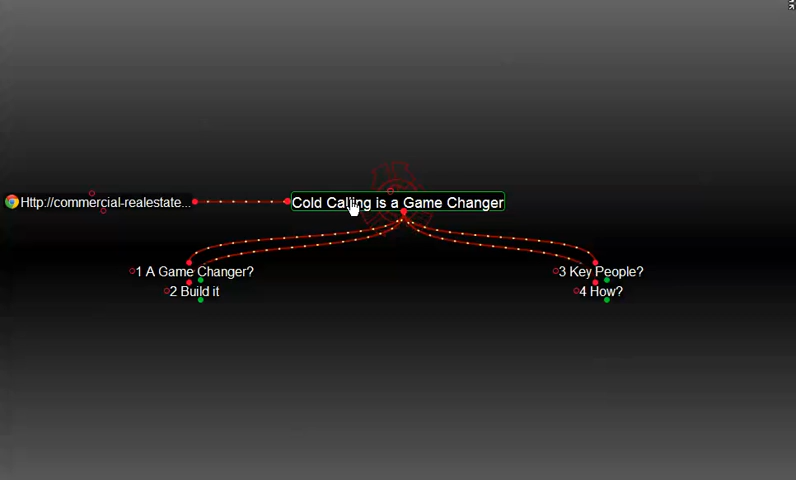 Http://commercial-realestate...
Cold Calling is a Game Changer
1 A Game Changer?
2 Build it
3 Key People?
4 How?